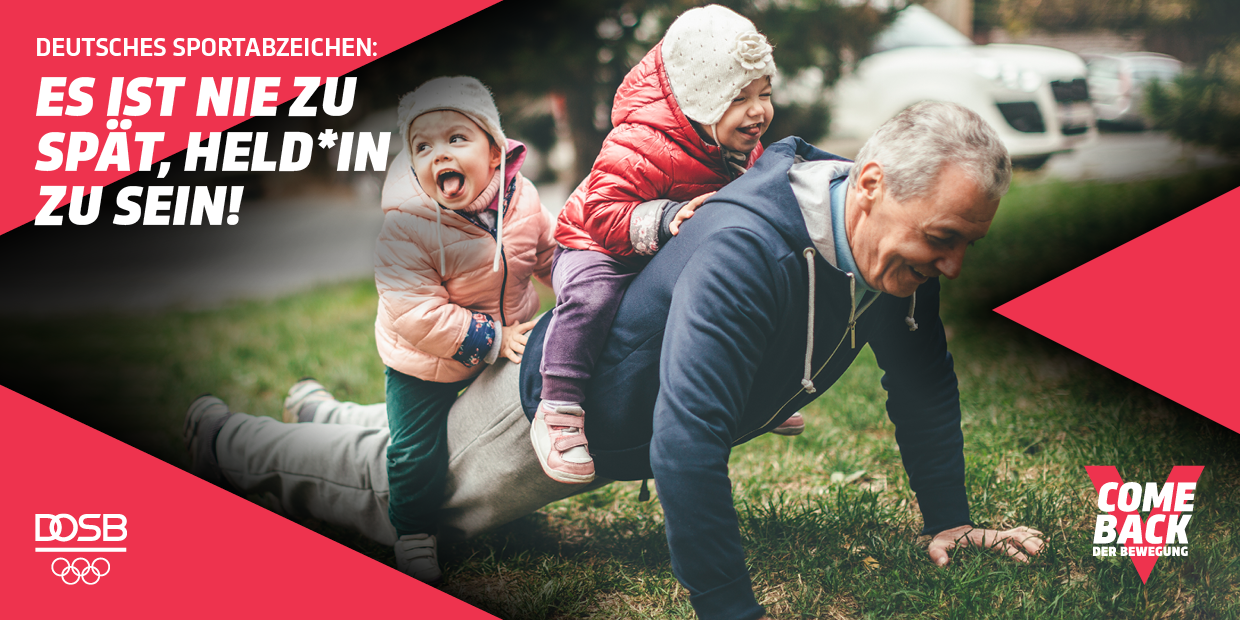 DEUTSCHES SPORTABZEICHEN:
ES IST NIE ZU
SPÄT, HELD*IN
ZU SEIN!
DOSB
COME
BACK
DER BEWEGUNG